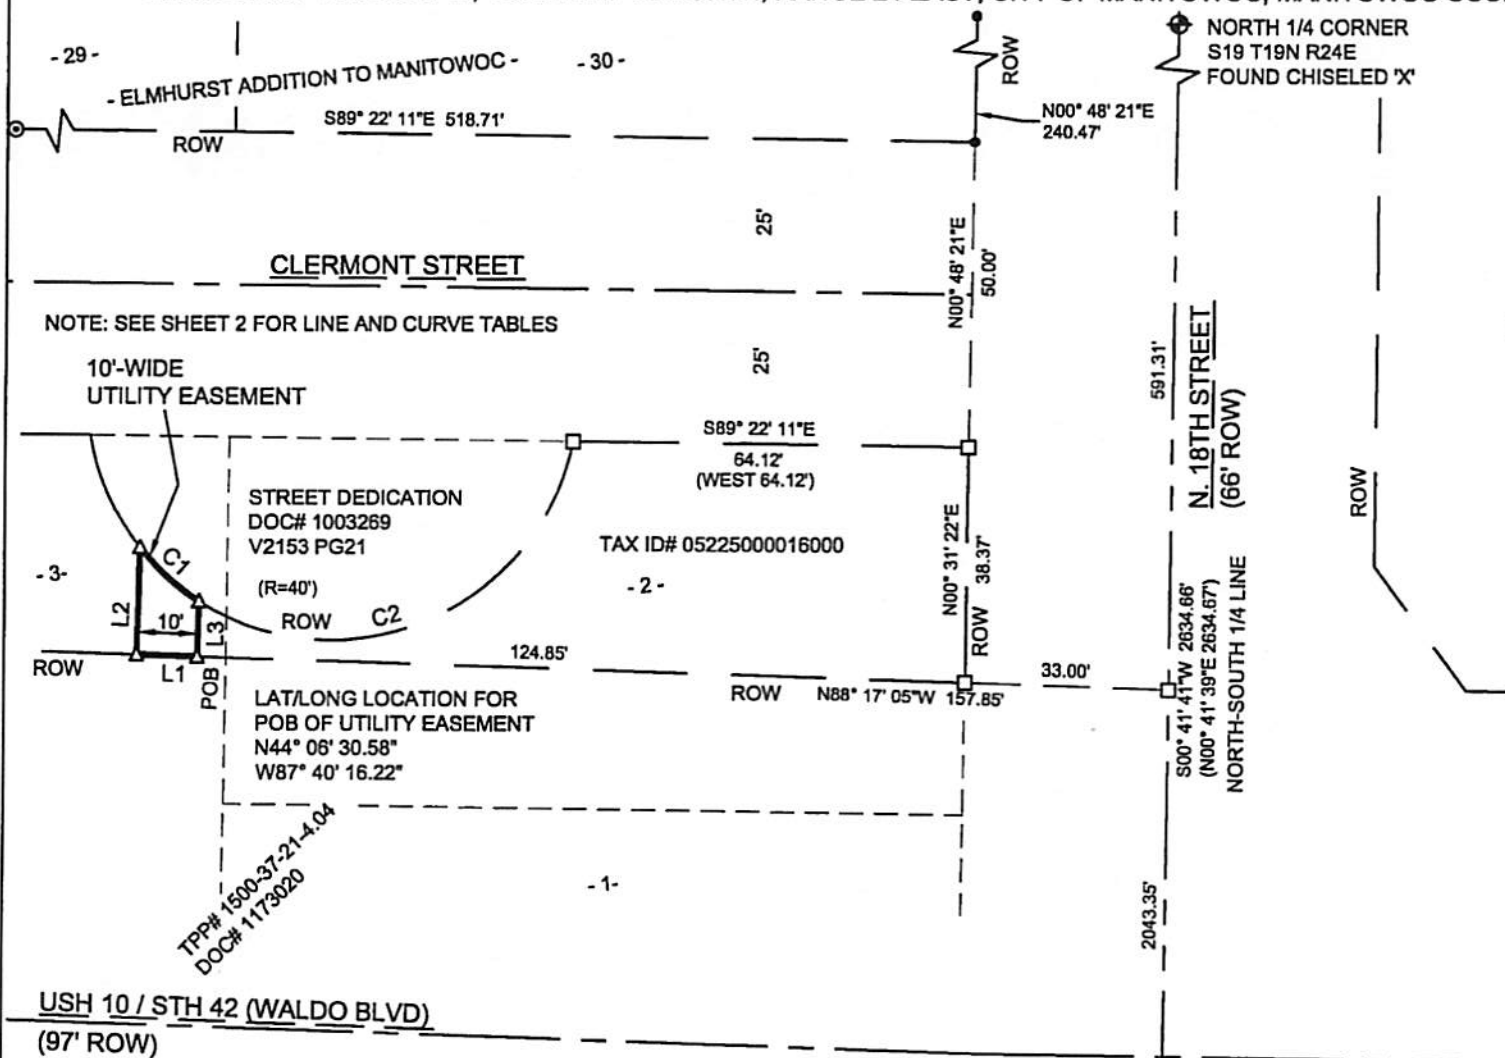 NORTH 1/4 CORNER
S19 T19N R24E
FOUND CHISELED 'X'
- 29 -
- ELMHURST ADDITION TO MANITOWOC -
- 30 -
ROW
N00° 48' 21"E
240.47'
S89° 22' 11"E 518.71'
ROW
25'
N00° 48' 21"E
50.00'
CLERMONT STREET
NOTE: SEE SHEET 2 FOR LINE AND CURVE TABLES
25'
591.31'
N. 18TH STREET
(66' ROW)
10'-WIDE
UTILITY EASEMENT
S89° 22' 11"E
64.12'
(WEST 64.12')
ROW
STREET DEDICATION
DOC# 1003269
V2153 PG21
(R=40')
TAX ID# 05225000016000
- 2 -
N00° 31' 22"E
38.37'
ROW
- 3-
C1
L2
10'
L3
ROW
C2
ROW
L1
POB
124.85'
ROW
N88° 17' 05"W 157.85'
33.00'
S00° 41' 41"W 2634.66'
(N00° 41' 39"E 2634.67')
NORTH-SOUTH 1/4 LINE
LAT/LONG LOCATION FOR
POB OF UTILITY EASEMENT
N44° 06' 30.58"
W87° 40' 16.22"
TPP# 1500-37-21-4.04
DOC# 1173020
- 1-
2043.35'
USH 10 / STH 42 (WALDO BLVD)
(97' ROW)